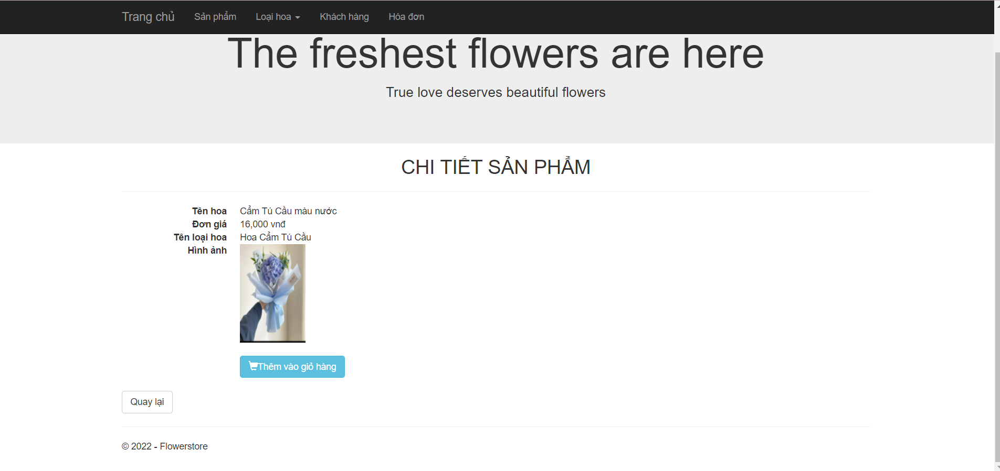 Trang chủ Sản phẩm Loại hoa Khách hàng Hóa đơn
The freshest flowers are here
True love deserves beautiful flowers
CHI TIẾT SẢN PHẨM
Tên hoa Cẩm Tú Cầu màu nước
Đơn giá 16,000 vnđ
Tên loại hoa Hoa Cẩm Tú Cầu
Hình ảnh
Thêm vào giỏ hàng
Quay lại
© 2022 - Flowerstore